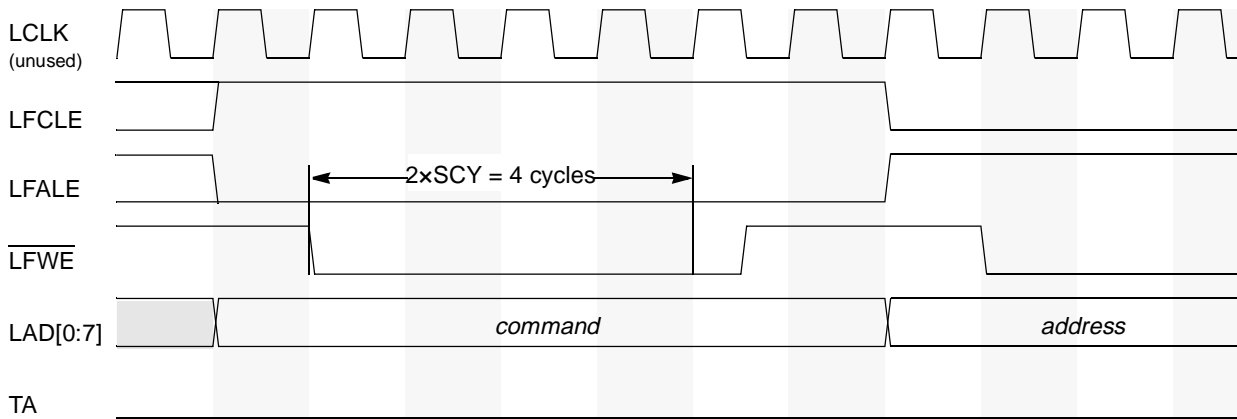 LCLK
(unused)
LFCLE
LFALE
2×SCY = 4 cycles
LFWE
LAD[0:7]
command
address
TA